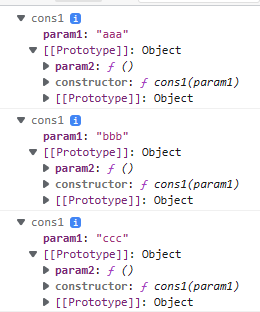 ▼ cons1 i
param1: "aaa"
▼ [[Prototype]]: Object
▶ param2: ƒ ()
▶ constructor: ƒ cons1(param1)
▶ [[Prototype]]: Object
▼ cons1 i
param1: "bbb"
▼ [[Prototype]]: Object
▶ param2: ƒ ()
▶ constructor: ƒ cons1(param1)
▶ [[Prototype]]: Object
▼ cons1 i
param1: "ccc"
▼ [[Prototype]]: Object
▶ param2: ƒ ()
▶ constructor: ƒ cons1(param1)
▶ [[Prototype]]: Object